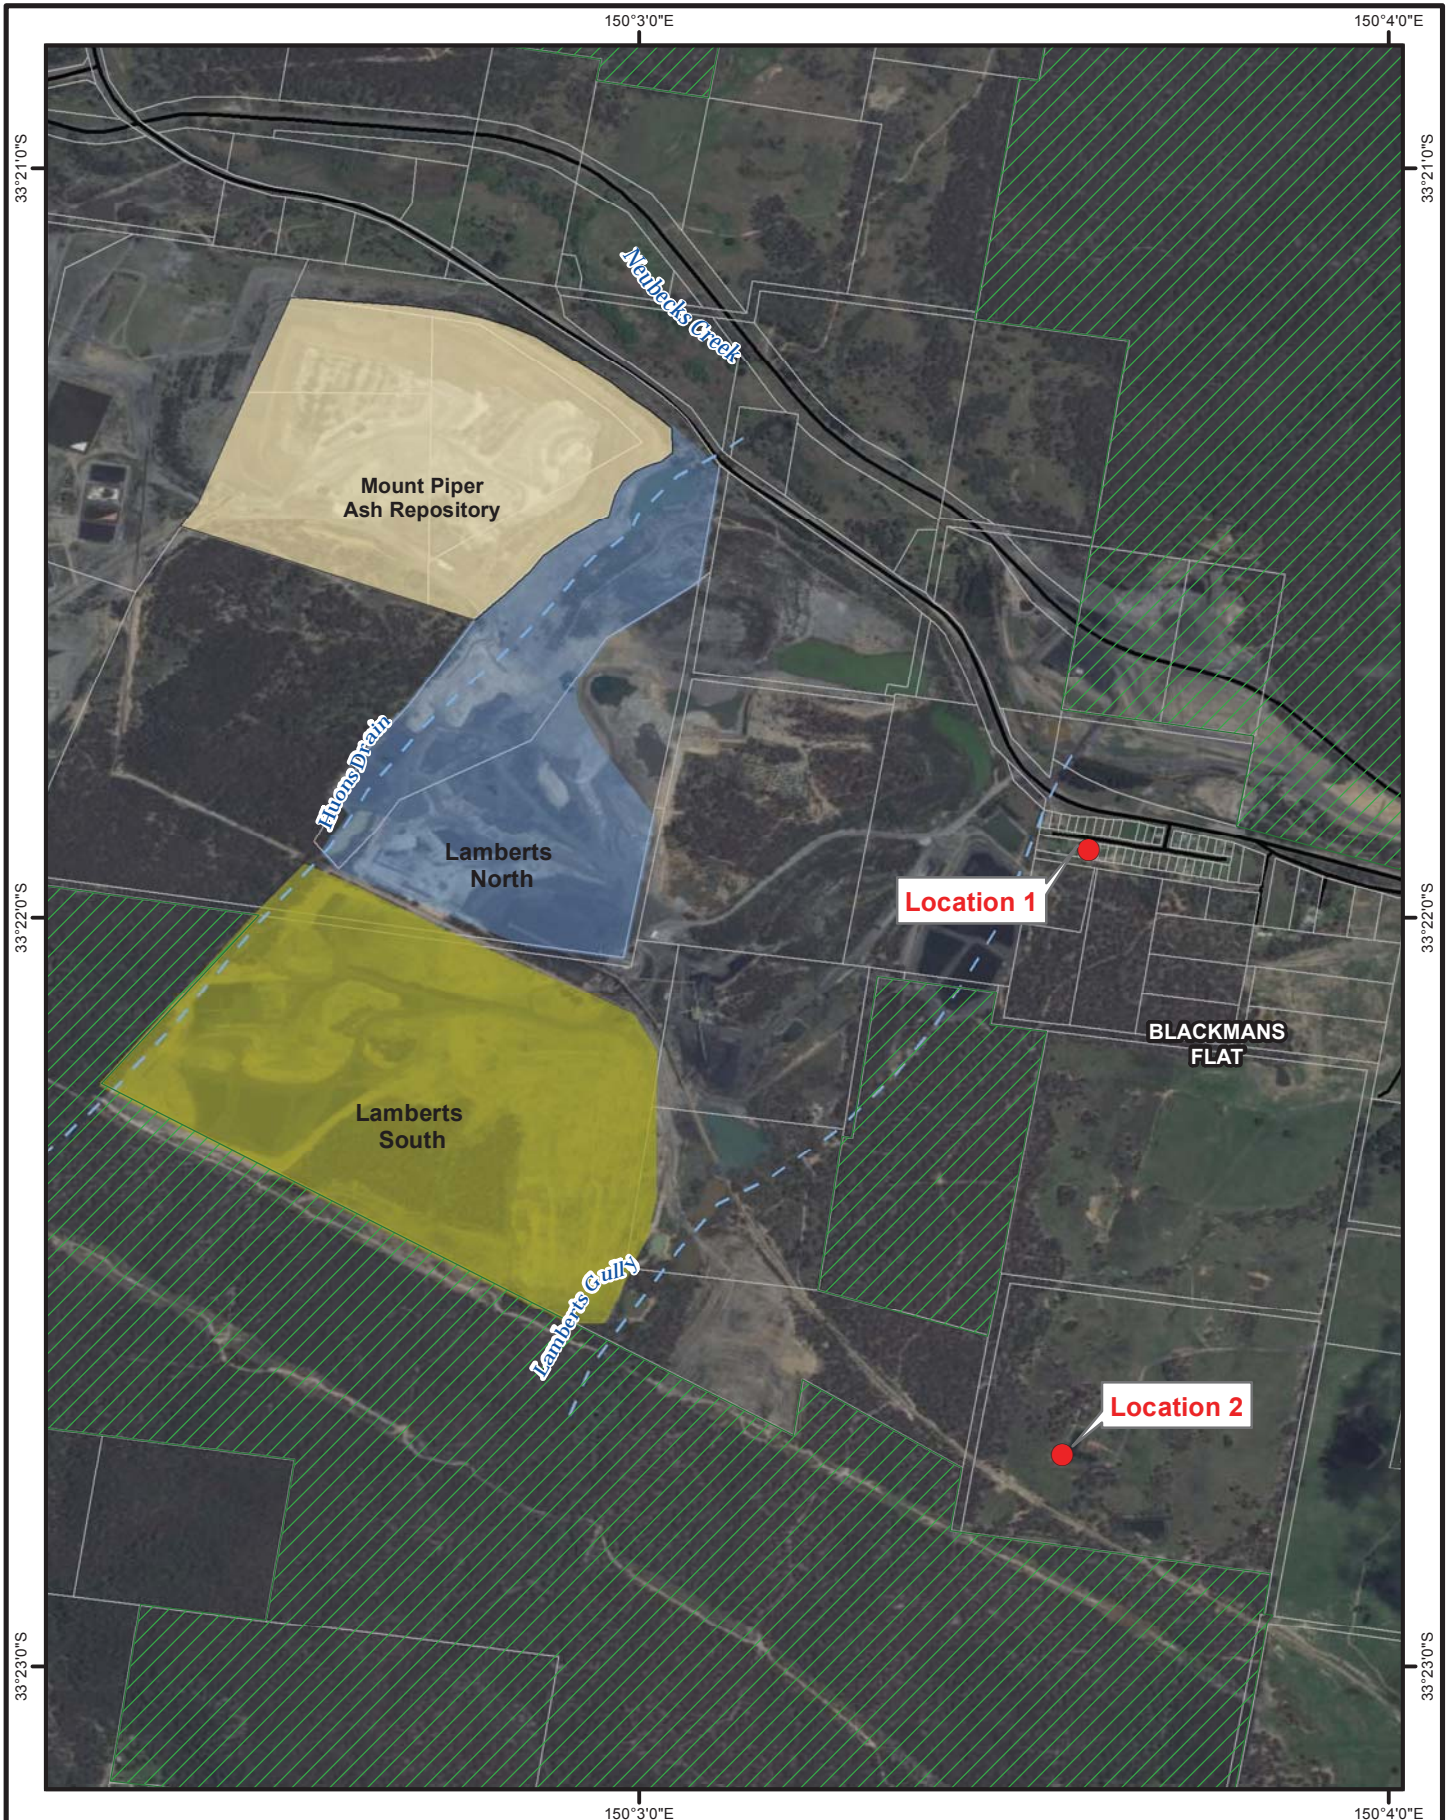 150°3'0"E
150°4'0"E
33°21'0"S
33°21'0"S
Neubecks Creek
Mount Piper
Ash Repository
Huons Drain
Lamberts
North
Location 1
33°22'0"S
33°22'0"S
BLACKMANS
FLAT
Lamberts
South
Lamberts Gully
Location 2
33°23'0"S
33°23'0"S
150°3'0"E
150°4'0"E